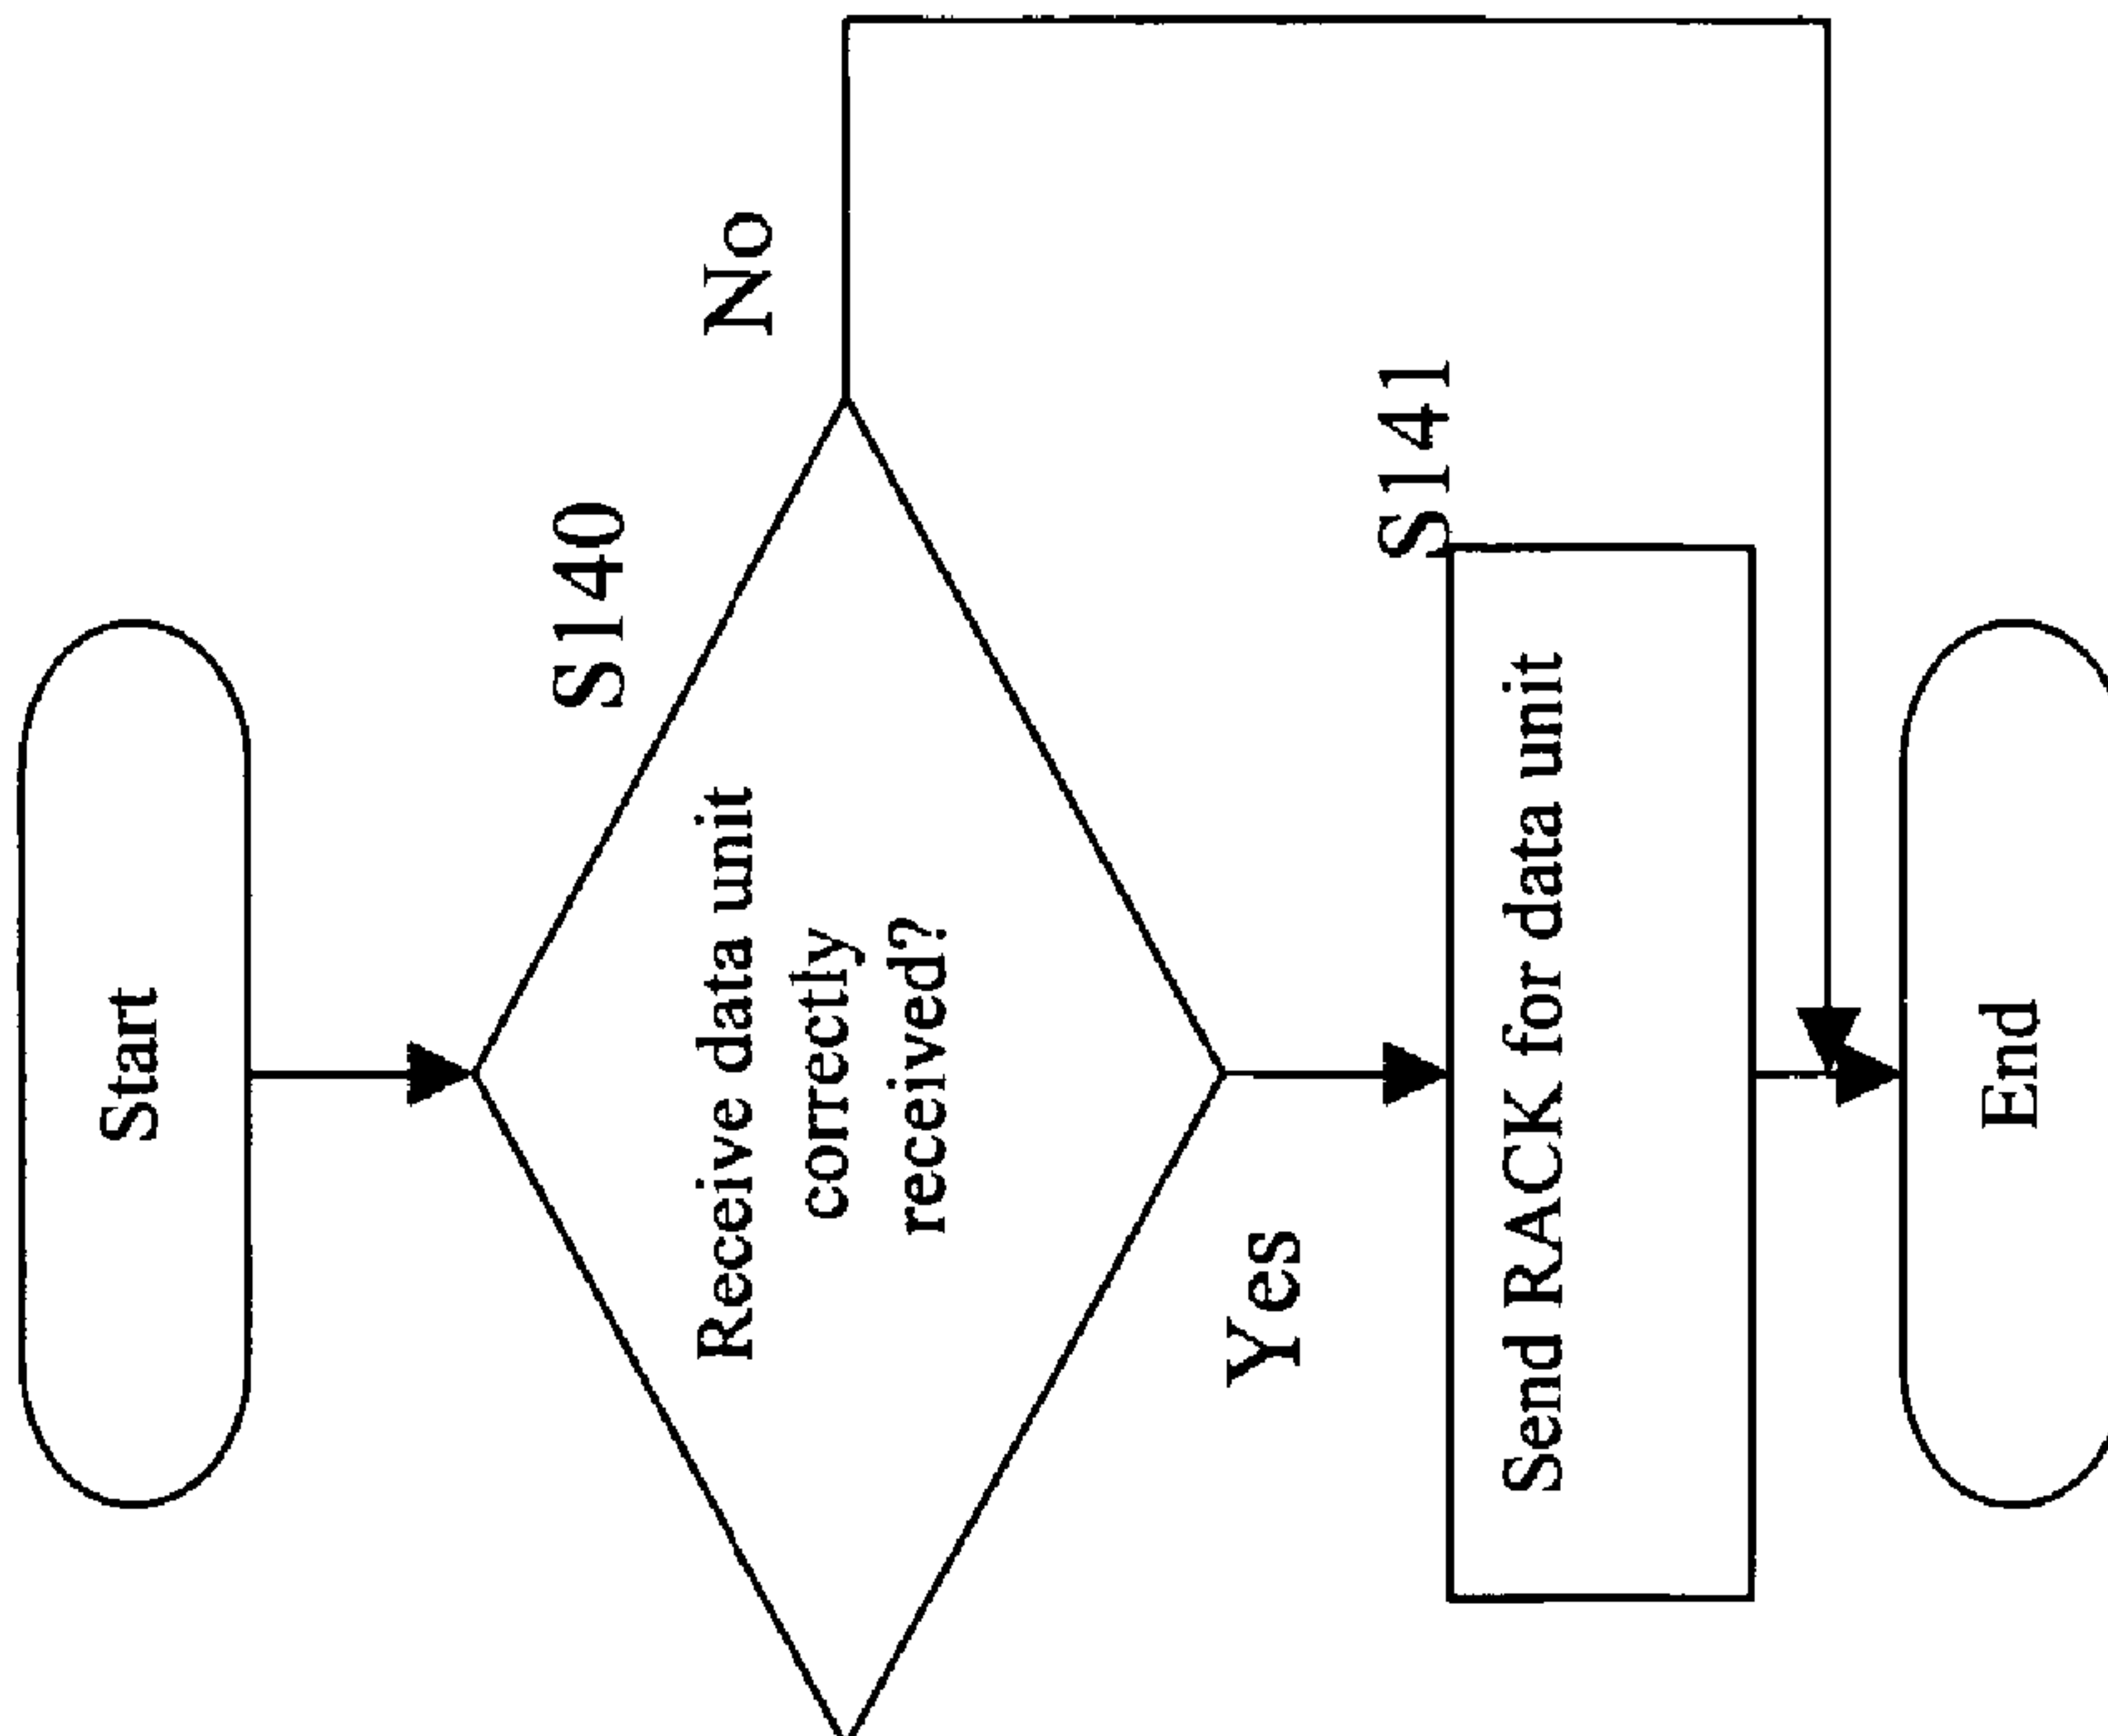 Start
S140
Receive data unit
correctly
received?
No
Yes
S141
Send RACK for data unit
End